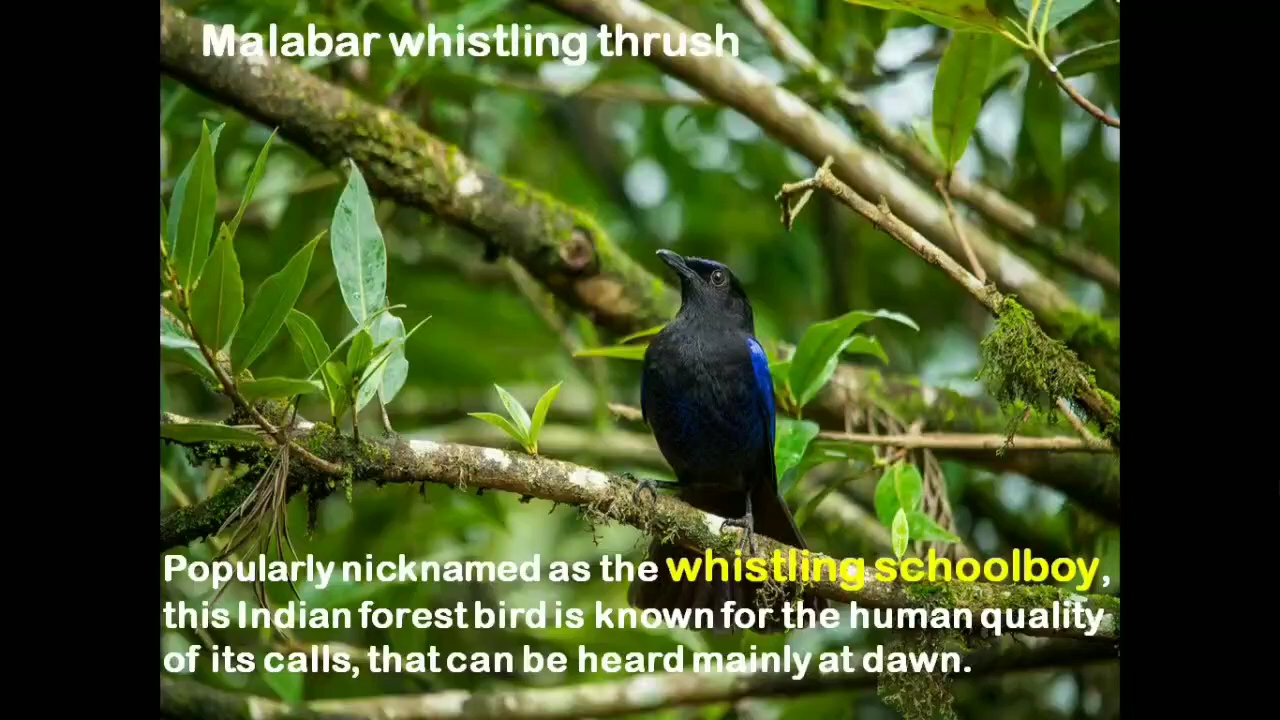 Malabar whistling thrush
Popularly nicknamed as the whistling schoolboy,
this Indian forest bird is known for the human quality
of its calls, that can be heard mainly at dawn.